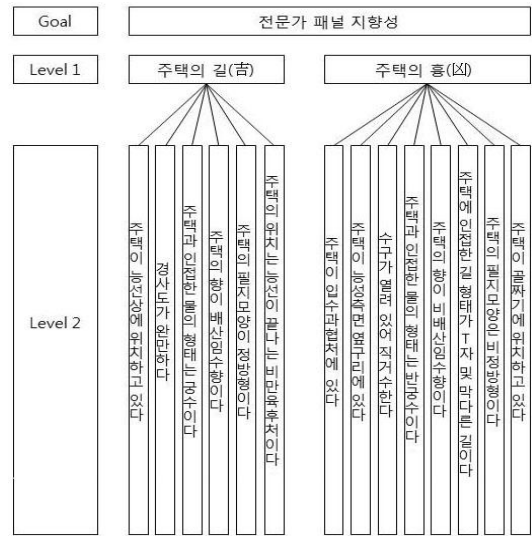 Goal
전문가 패널 지향성
Level 1
주택의 길(吉)
주택의 흉(凶)
Level 2
주택이 능선상에 위치하고 있다
경사도가 완만하다
주택과 인접한 물의 형태는 궁수이다
주택의 향이 배산임수향이다
주택의 필지모양이 정방형이다
주택의 위치는 능선이 끝나는 비만육후처이다
주택이 입수과협처에 있다
주택이 능성측면 옆구리에 있다
수구가 열려 있어 직거수한다
주택과 인접한 물의 형태는 반궁수이다
주택의 향이 비배산임수향이다
주택에 인접한 길 형태가 T자 및 막다른 길이다
주택의 필지모양은 비정방형이다
주택이 골짜기에 위치하고 있다